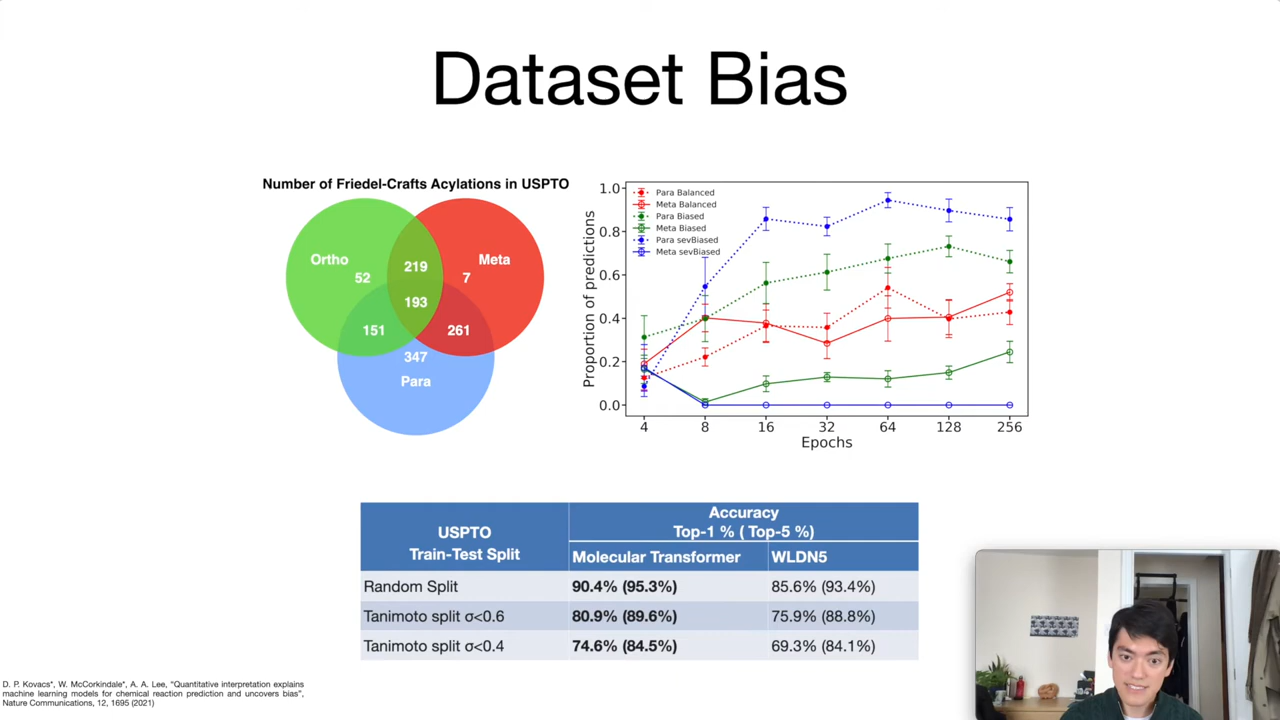 Dataset Bias
Number of Friedel-Crafts Acylations in USPTO
Ortho
52
219
Meta
7
193
151
261
347
Para
Proportion of predictions
1.0
0.8
0.6
0.4
0.2
0.0
Para Balanced
Meta Balanced
Para Biased
Meta Biased
Para sevBiased
Meta sevBiased
4 8 16 32 64 128 256
Epochs
USPTO
Train-Test Split
Accuracy
Top-1 % ( Top-5 %)
Molecular Transformer WLDN5
Random Split 90.4% (95.3%) 85.6% (93.4%)
Tanimoto split σ<0.6 80.9% (89.6%) 75.9% (88.8%)
Tanimoto split σ<0.4 74.6% (84.5%) 69.3% (84.1%)
D. P. Kovacs*, W. McCorkindale*, A. A. Lee, “Quantitative interpretation explains
machine learning models for chemical reaction prediction and uncovers bias”,
Nature Communications, 12, 1695 (2021)